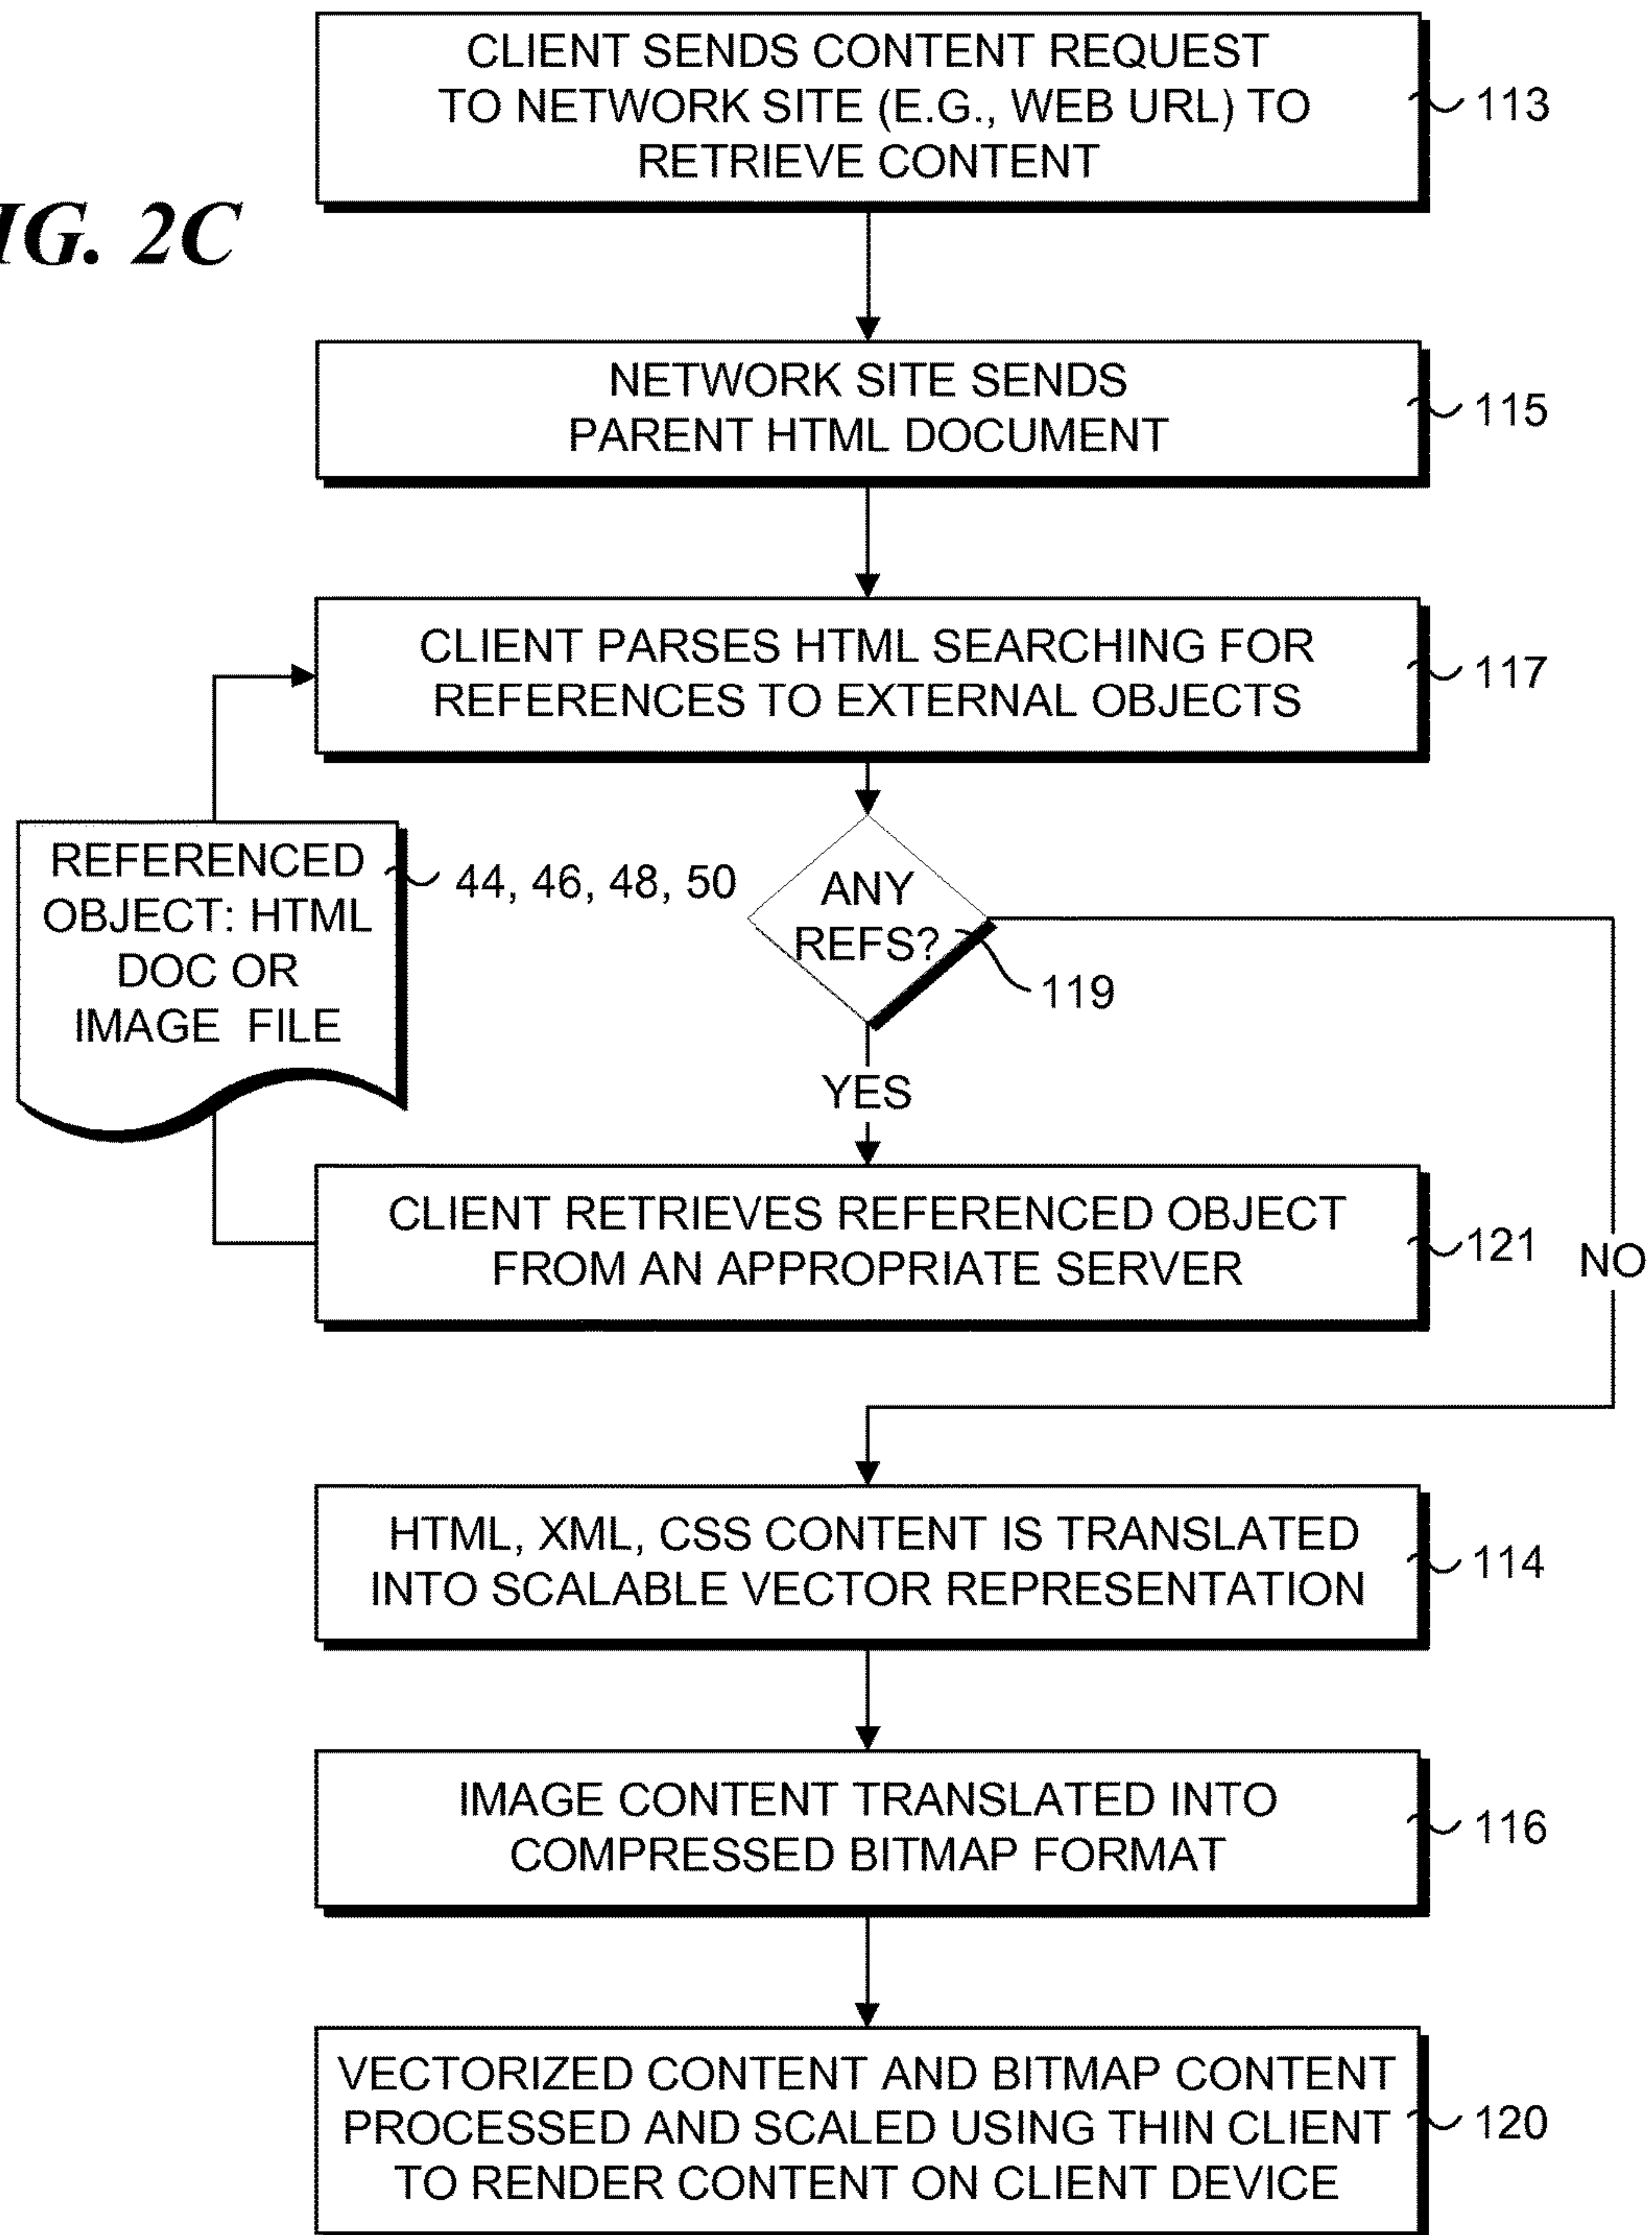 CLIENT SENDS CONTENT REQUEST
TO NETWORK SITE (E.G., WEB URL) TO
RETRIEVE CONTENT
113
IG. 2C
NETWORK SITE SENDS
PARENT HTML DOCUMENT
115
CLIENT PARSES HTML SEARCHING FOR
REFERENCES TO EXTERNAL OBJECTS
117
REFERENCED
OBJECT: HTML
DOC OR
IMAGE FILE
44, 46, 48, 50
ANY
REFS?
119
YES
CLIENT RETRIEVES REFERENCED OBJECT
FROM AN APPROPRIATE SERVER
121
NO
HTML, XML, CSS CONTENT IS TRANSLATED
INTO SCALABLE VECTOR REPRESENTATION
114
IMAGE CONTENT TRANSLATED INTO
COMPRESSED BITMAP FORMAT
116
VECTORIZED CONTENT AND BITMAP CONTENT
PROCESSED AND SCALED USING THIN CLIENT
TO RENDER CONTENT ON CLIENT DEVICE
120